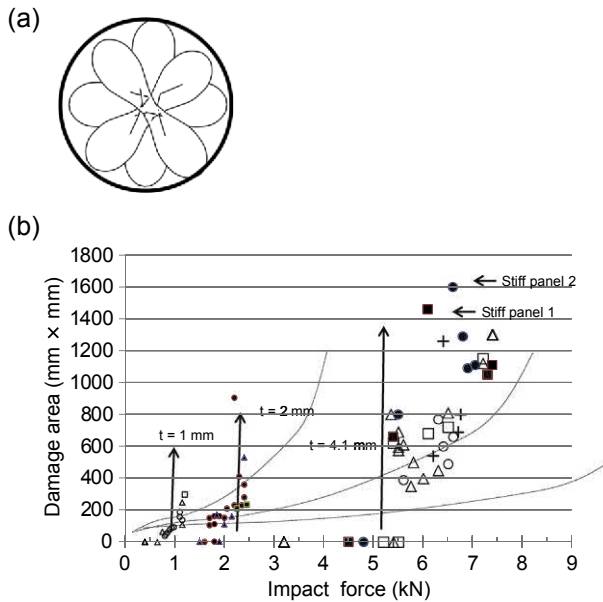 (a)
(b)
1800
1600
1400
1200
1000
800
600
400
200
0
Damage area (mm × mm)
Stiff panel 2
Stiff panel 1
t = 2 mm
t = 1 mm
t = 4.1 mm
0 1 2 3 4 5 6 7 8 9
Impact force (kN)